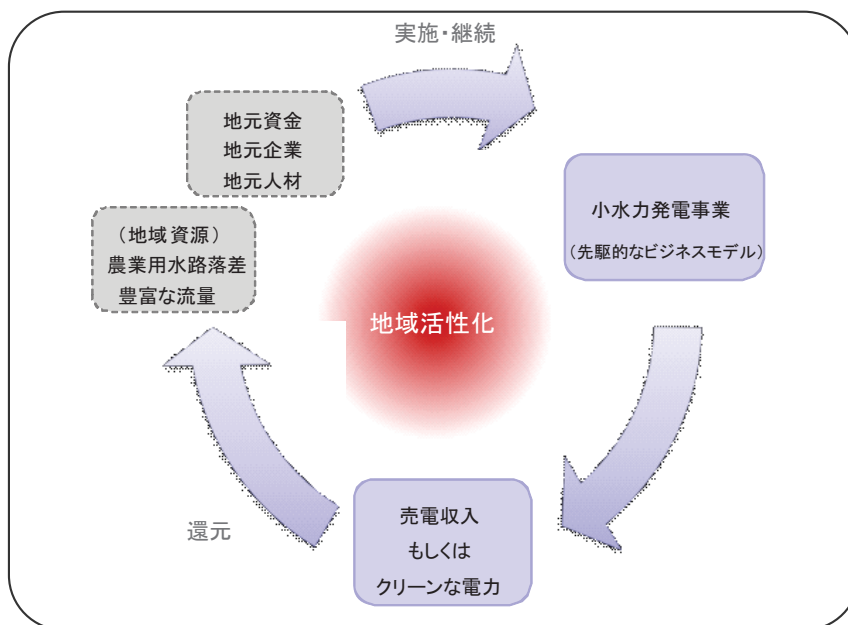 実施・継続
地元資金
地元企業
地元人材
（地域資源）
農業用水路落差
豊富な流量
小水力発電事業
（先駆的なビジネスモデル）
地域活性化
売電収入
もしくは
クリーンな電力
還元